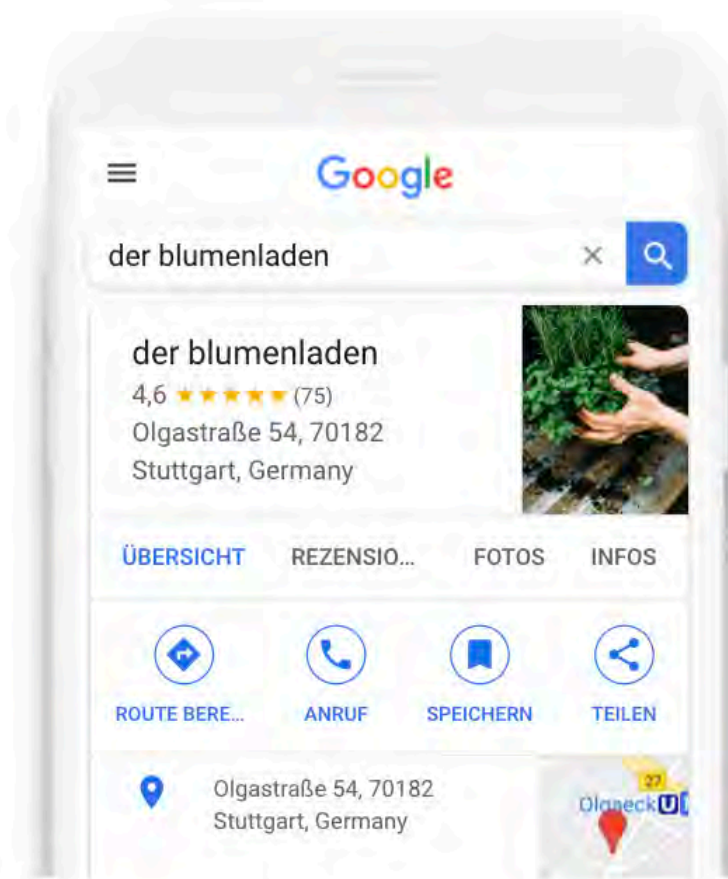 Google
der blumenladen
der blumenladen
4,6 ★★★★★ (75)
Olgastraße 54, 70182
Stuttgart, Germany
ÜBERSICHT REZENSIO... FOTOS INFOS
ROUTE BERE... ANRUF SPEICHERN TEILEN
Olgastraße 54, 70182
Stuttgart, Germany
27
Olgaeck U